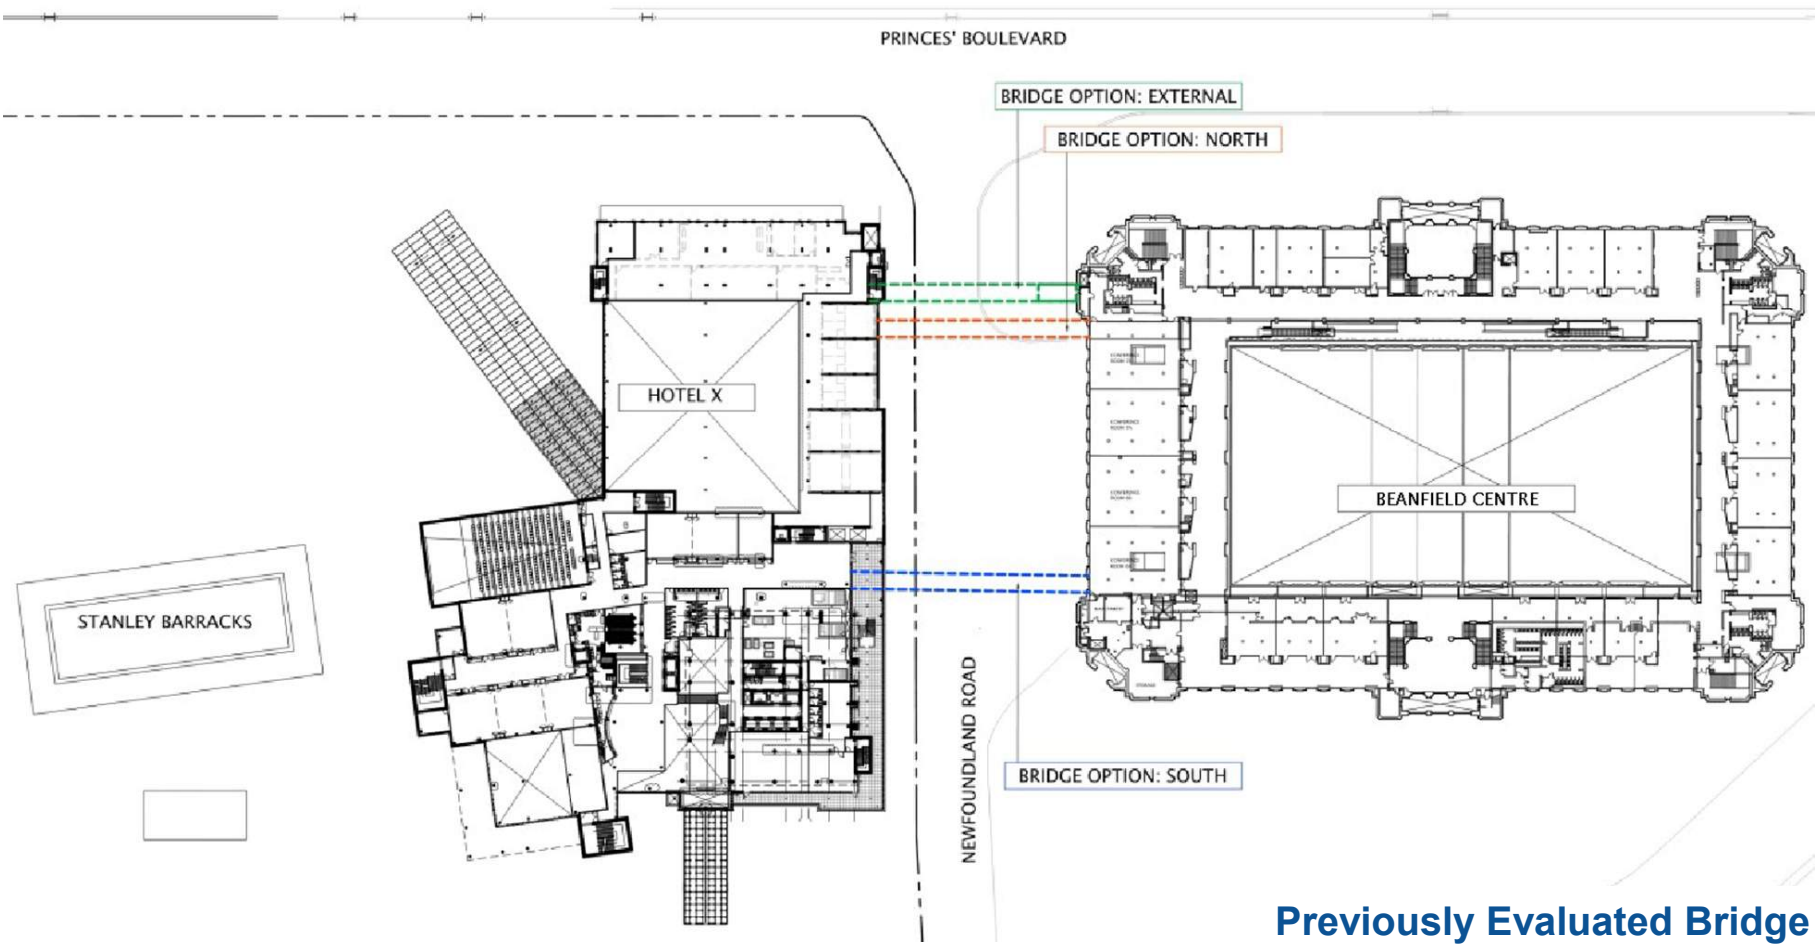 PRINCES' BOULEVARD
BRIDGE OPTION: EXTERNAL
BRIDGE OPTION: NORTH
HOTEL X
BEANFIELD CENTRE
STANLEY BARRACKS
NEWFOUNDLAND ROAD
STORAGE
BRIDGE OPTION: SOUTH
Previously Evaluated Bridge